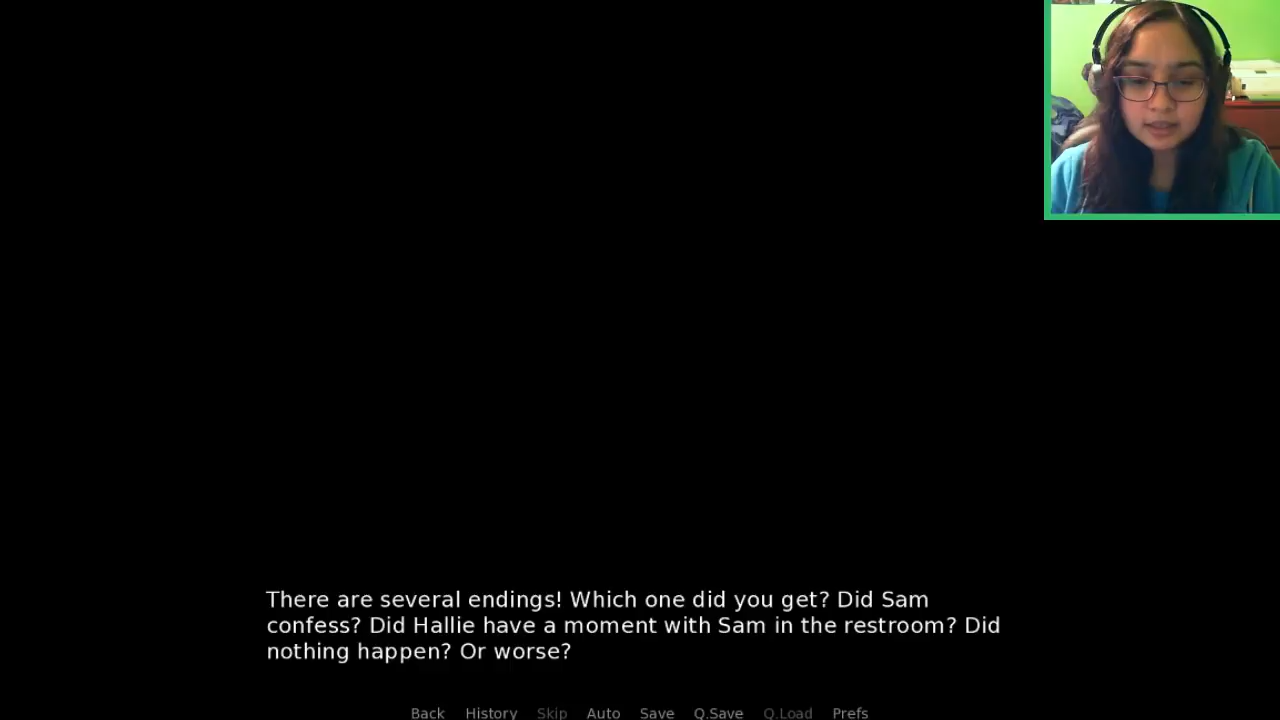 There are several endings! Which one did you get? Did Sam
confess? Did Hallie have a moment with Sam in the restroom? Did
nothing happen? Or worse?
Back History Skip Auto Save Q.Save Q.Load Prefs